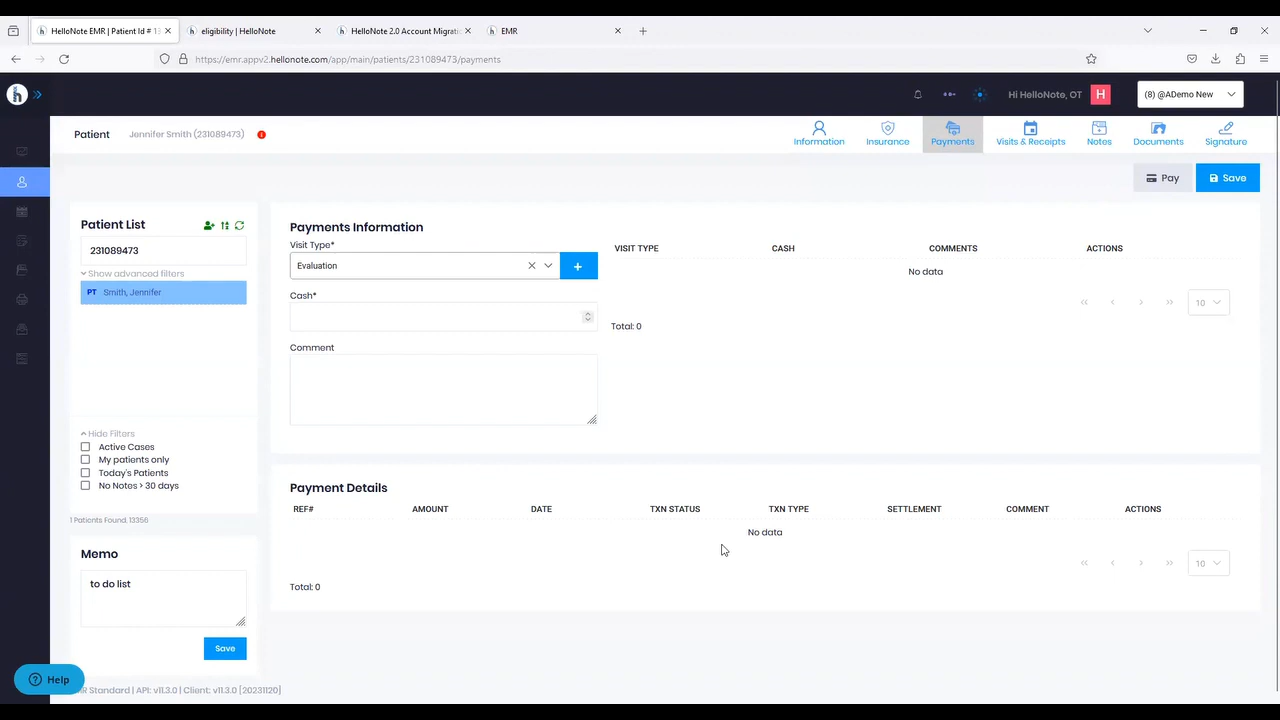 HelloNote EMR | Patient Id # 13
eligibility | HelloNote
HelloNote 2.0 Account Migrati
EMR
https://emr.appv2.hellonote.com/app/main/patients/231089473/payments
Hi HelloNote, OT
H
(8) @ADemo New
Patient
Jennifer Smith (231089473)
Information
Insurance
Payments
Visits & Receipts
Notes
Documents
Signature
Pay
Save
Patient List
231089473
Show advanced filters
PT Smith, Jennifer
Hide Filters
Active Cases
My patients only
Today's Patients
No Notes > 30 days
1 Patients Found: 13356
Memo
to do list
Save
Payments Information
Visit Type*
Evaluation
+
Cash*
Comment
VISIT TYPE CASH COMMENTS ACTIONS
No data
10
Total: 0
Payment Details
REF# AMOUNT DATE TXN STATUS TXN TYPE SETTLEMENT COMMENT ACTIONS
No data
10
Total: 0
Help
R Standard | API: v11.3.0 | Client: v11.3.0 [20231120]